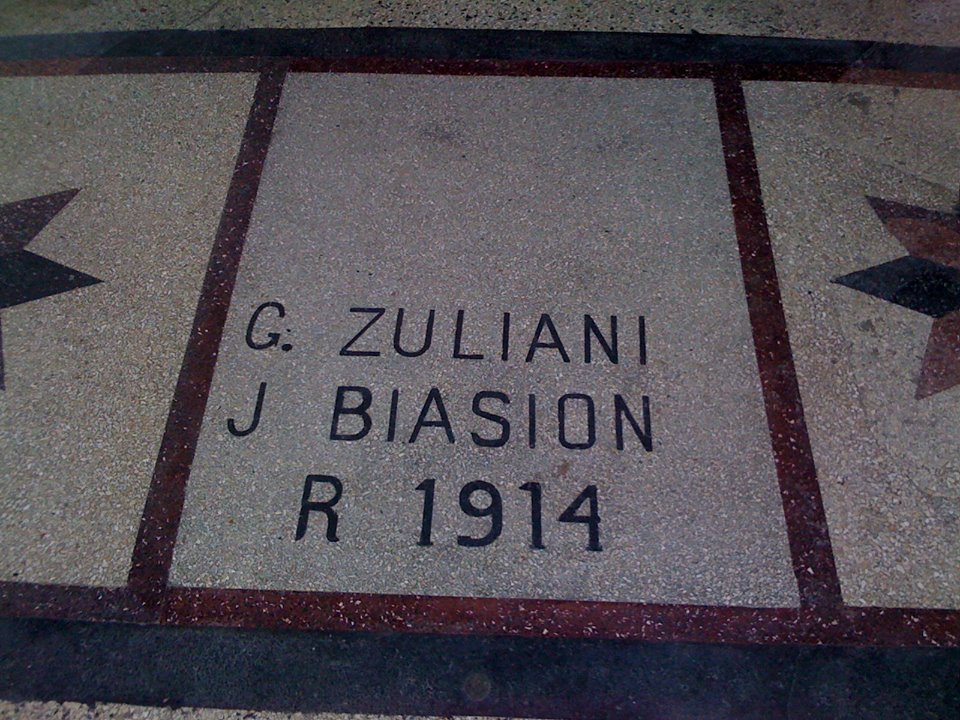 G. ZULIANI
J BIASION
R 1914